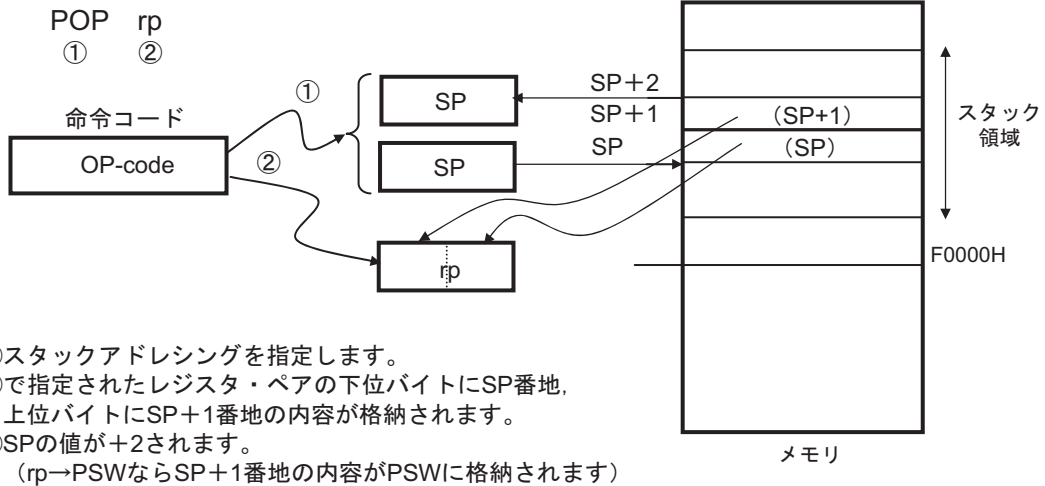 POP rp
① ②
命令コード
OP-code
①
②
SP
SP
rp
SP+2
SP+1
SP
(SP+1)
(SP)
スタック
領域
F0000H
メモリ
スタックアドレシングを指定します。
で指定されたレジスタ・ペアの下位バイトにSP番地,
上位バイトにSP+1番地の内容が格納されます。
SPの値が+2されます。
(rp→PSWならSP+1番地の内容がPSWに格納されます)